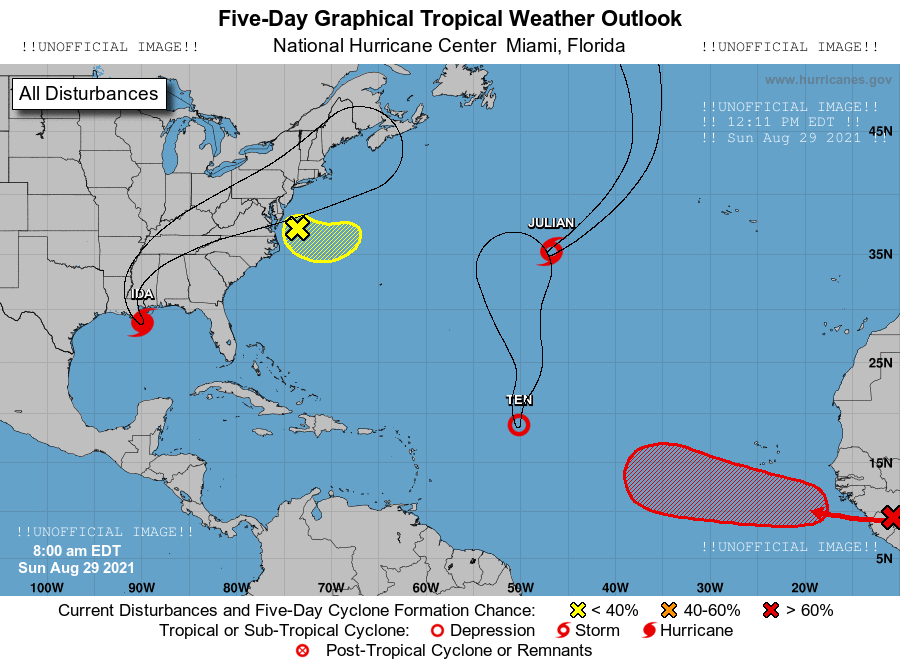 Five-Day Graphical Tropical Weather Outlook
!!UNOFFICIAL IMAGE!! National Hurricane Center Miami, Florida !!UNOFFICIAL IMAGE!!
www.hurricanes.gov
All Disturbances
!!UNOFFICIAL IMAGE!!
!! 12:11 PM EDT !!
!! Sun Aug 29 2021 !!
45N
JULIAN
35N
IDA
25N
TEN
15N
!!UNOFFICIAL IMAGE!!
8:00 am EDT
Sun Aug 29 2021
!!UNOFFICIAL IMAGE!!
5N
100W 90W 80W 70W 60W 50W 40W 30W 20W
Current Disturbances and Five-Day Cyclone Formation Chance: < 40% 40-60% > 60%
Tropical or Sub-Tropical Cyclone: Depression Storm Hurricane
Post-Tropical Cyclone or Remnants